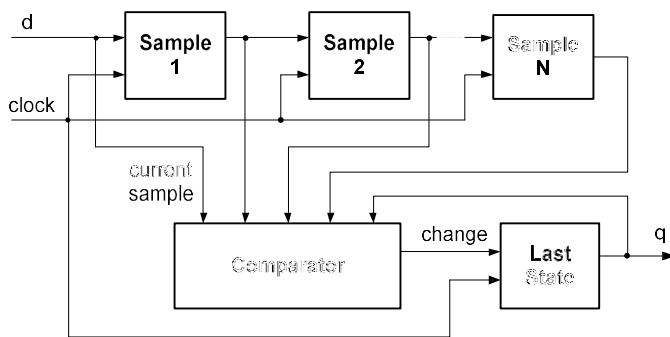 d
Sample
1
Sample
2
Sample
N
clock
current
sample
Comparator
change
Last
State
q